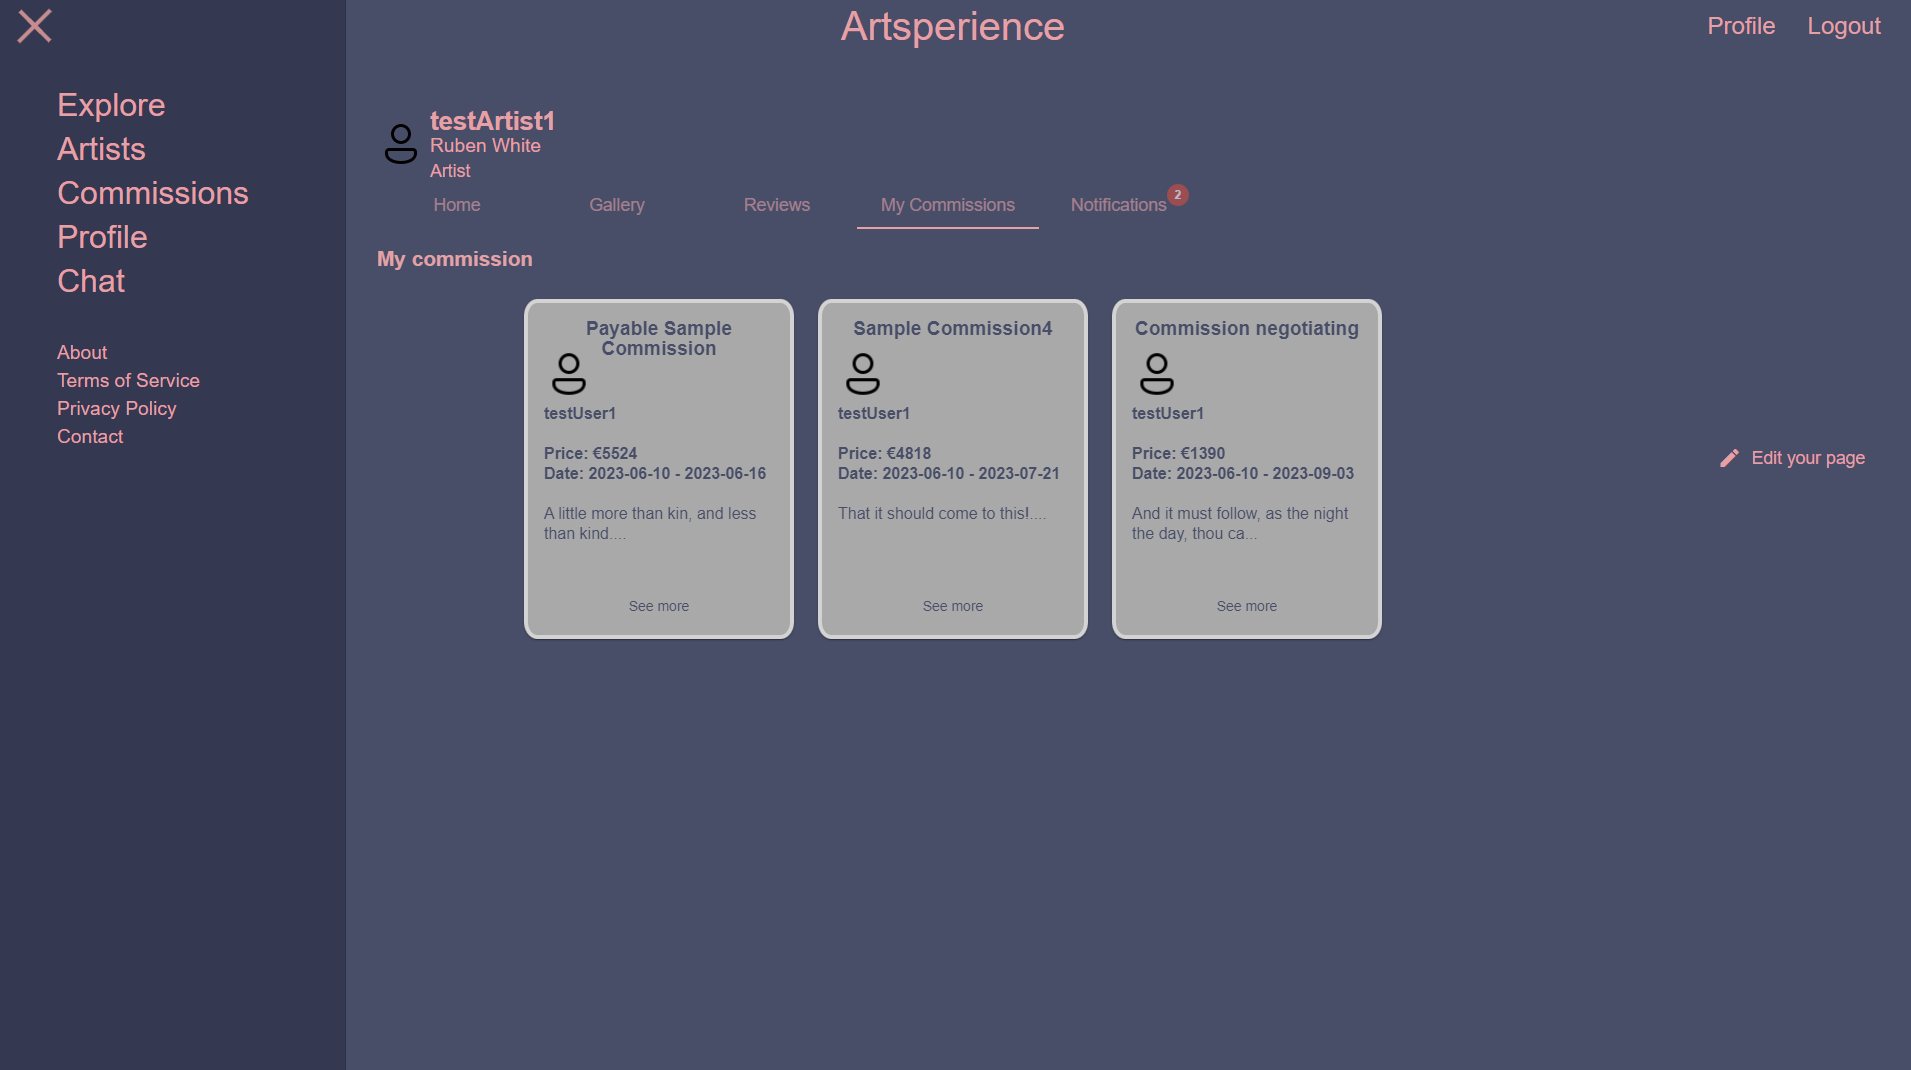 Artsperience
Profile
Logout
Explore
Artists
Commissions
Profile
Chat
About
Terms of Service
Privacy Policy
Contact
testArtist1
Ruben White
Artist
Home
Gallery
Reviews
My Commissions
Notifications
2
My commission
Payable Sample
Commission
testUser1
Price: €5524
Date: 2023-06-10 - 2023-06-16
A little more than kin, and less
than kind....
See more
Sample Commission4
testUser1
Price: €4818
Date: 2023-06-10 - 2023-07-21
That it should come to this!....
See more
Commission negotiating
testUser1
Price: €1390
Date: 2023-06-10 - 2023-09-03
And it must follow, as the night
the day, thou ca...
See more
Edit your page